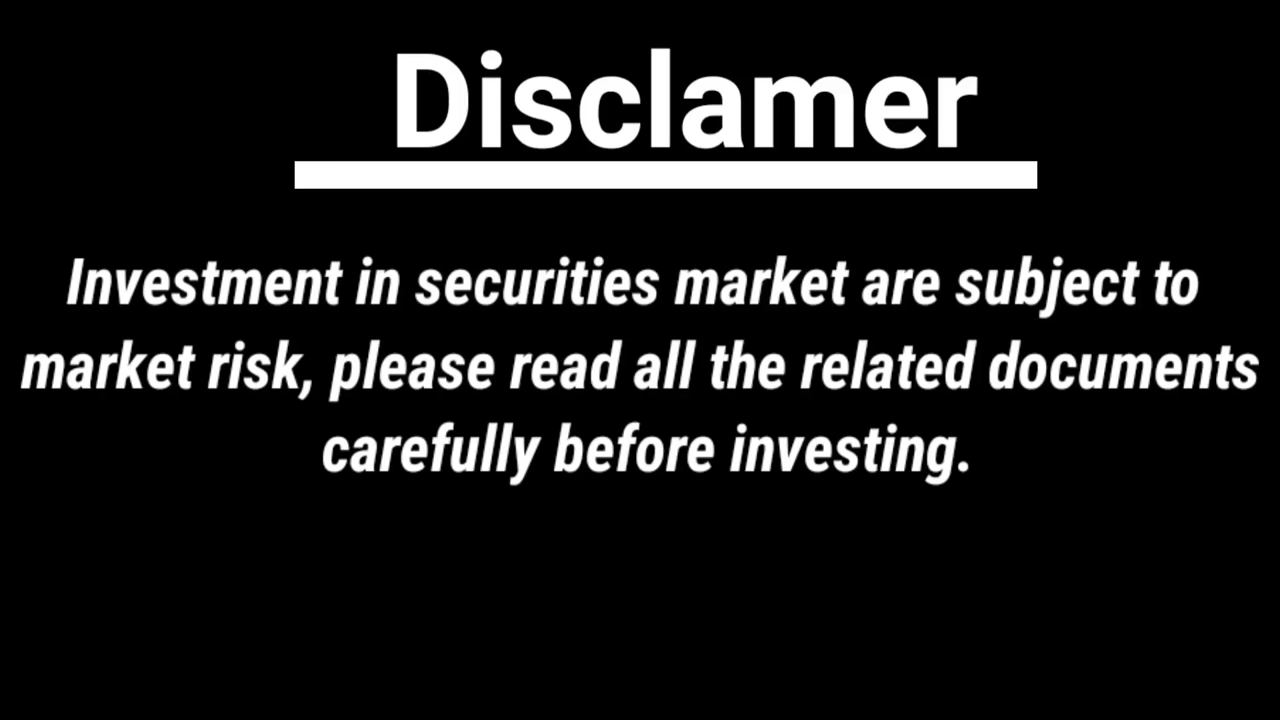 Disclamer
Investment in securities market are subject to
market risk, please read all the related documents
carefully before investing.